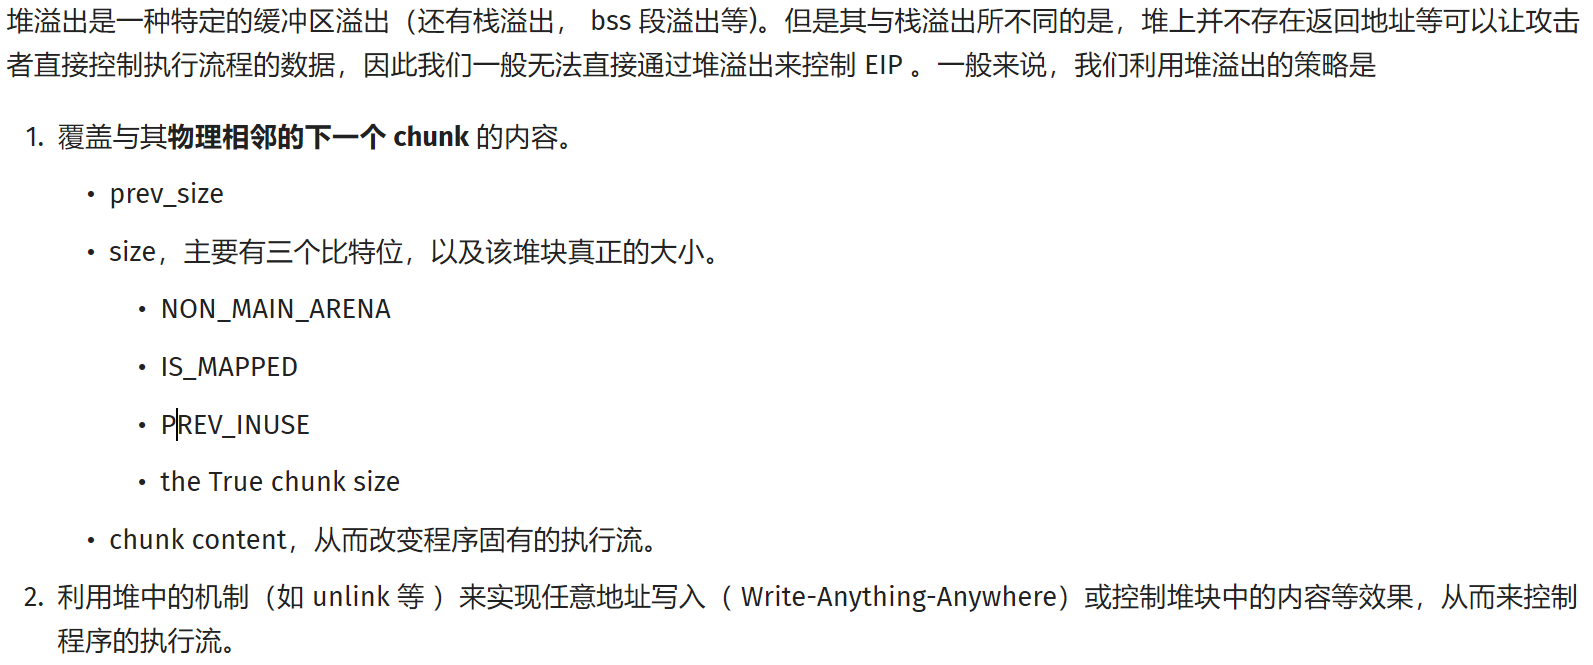 堆溢出是一种特定的缓冲区溢出（还有栈溢出， bss 段溢出等)。但是其与栈溢出所不同的是，堆上并不存在返回地址等可以让攻击
者直接控制执行流程的数据，因此我们一般无法直接通过堆溢出来控制 EIP 。一般来说，我们利用堆溢出的策略是
1. 覆盖与其物理相邻的下一个 chunk 的内容。
• prev_size
• size，主要有三个比特位，以及该堆块真正的大小。
• NON_MAIN_ARENA
• IS_MAPPED
• PREV_INUSE
• the True chunk size
• chunk content，从而改变程序固有的执行流。
2. 利用堆中的机制（如 unlink 等 ）来实现任意地址写入（ Write-Anything-Anywhere）或控制堆块中的内容等效果，从而来控制
程序的执行流。